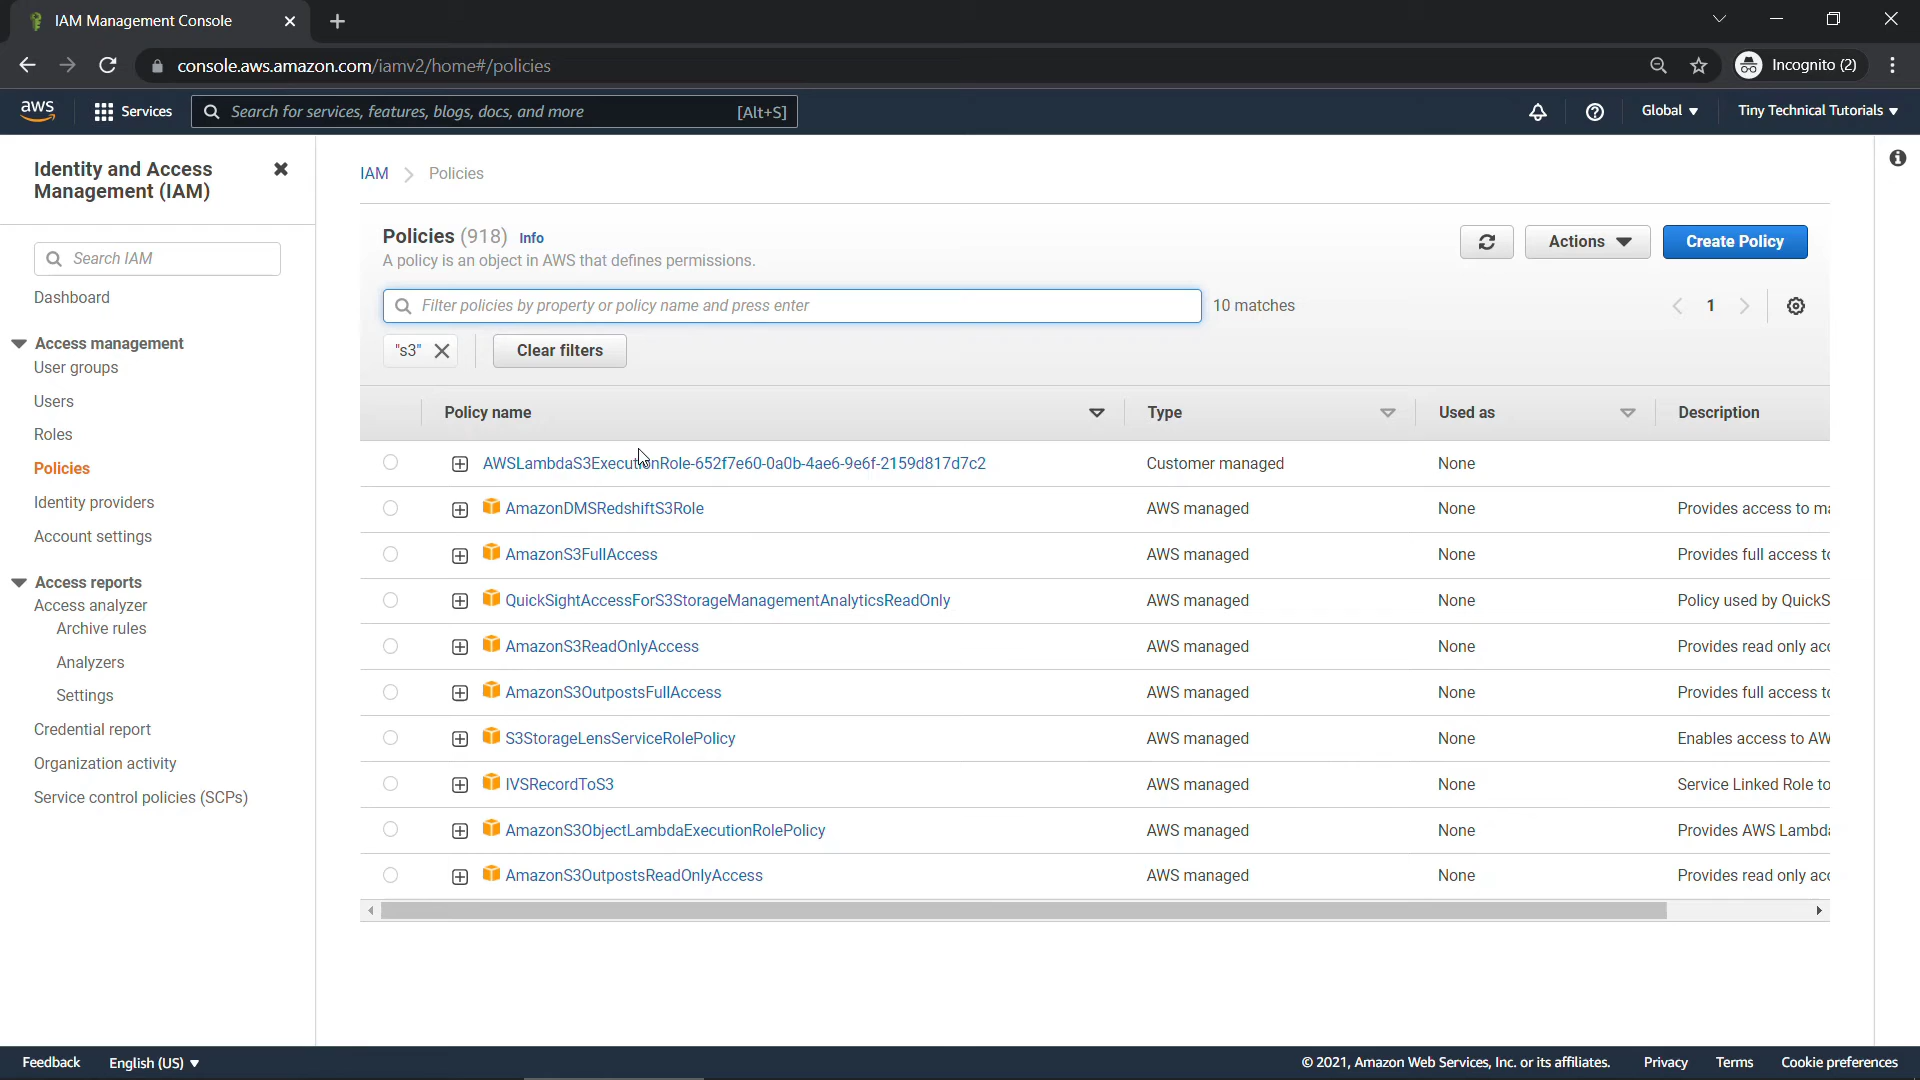 IAM Management Console
console.aws.amazon.com/iamv2/home#/policies
Incognito (2)
aws
Services
Search for services, features, blogs, docs, and more
[Alt+S]
Global
Tiny Technical Tutorials
Identity and Access
Management (IAM)
Search IAM
Dashboard
Access management
User groups
Users
Roles
Policies
Identity providers
Account settings
Access reports
Access analyzer
Archive rules
Analyzers
Settings
Credential report
Organization activity
Service control policies (SCPs)
IAM > Policies
Policies (918) Info
A policy is an object in AWS that defines permissions.
Actions
Create Policy
Filter policies by property or policy name and press enter
10 matches
1
"s3"
Clear filters
Policy name Type Used as Description
AWSLambdaS3ExecutionRole-652f7e60-0a0b-4ae6-9e6f-2159d817d7c2 Customer managed None
AmazonDMSRedshiftS3Role AWS managed None Provides access to ma
AmazonS3FullAccess AWS managed None Provides full access to
QuickSightAccessForS3StorageManagementAnalyticsReadOnly AWS managed None Policy used by QuickS
AmazonS3ReadOnlyAccess AWS managed None Provides read only acc
AmazonS3OutpostsFullAccess AWS managed None Provides full access to
S3StorageLensServiceRolePolicy AWS managed None Enables access to AW
IVSRecordToS3 AWS managed None Service Linked Role to
AmazonS3ObjectLambdaExecutionRolePolicy AWS managed None Provides AWS Lambda
AmazonS3OutpostsReadOnlyAccess AWS managed None Provides read only acc
Feedback
English (US)
© 2021, Amazon Web Services, Inc. or its affiliates.
Privacy
Terms
Cookie preferences